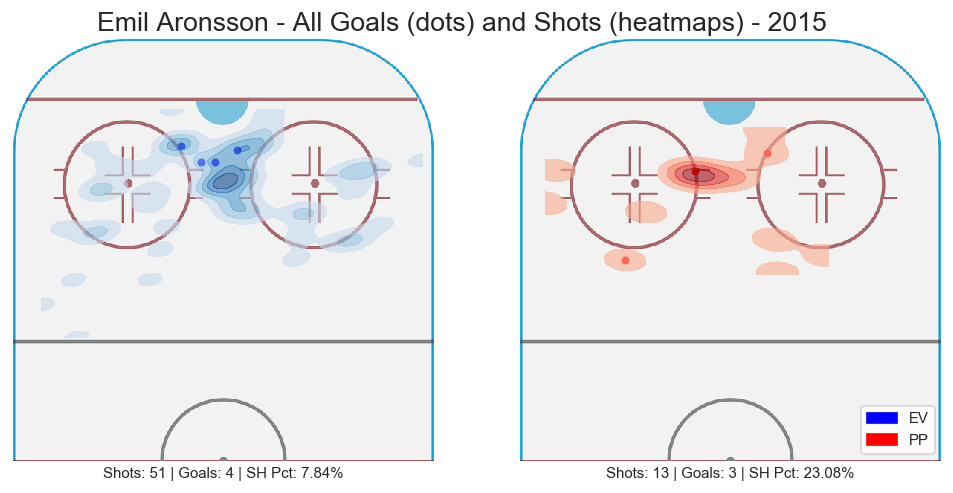 Emil Aronsson - All Goals (dots) and Shots (heatmaps) - 2015
EV
PP
Shots: 51 | Goals: 4 | SH Pct: 7.84%
Shots: 13 | Goals: 3 | SH Pct: 23.08%